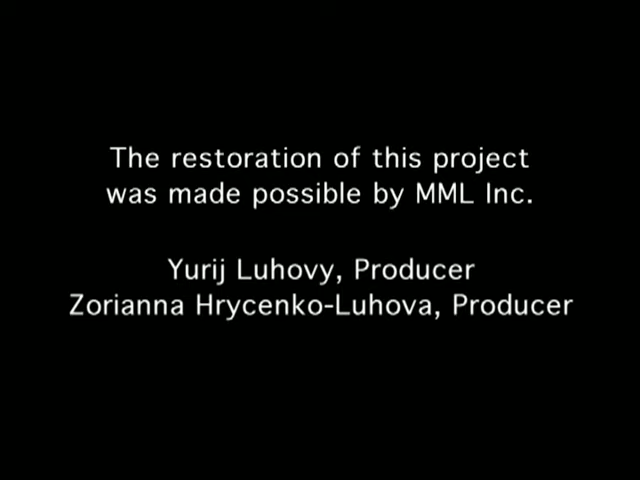 The restoration of this project
was made possible by MML Inc.
Yurij Luhovy, Producer
Zorianna Hrycenko-Luhova, Producer